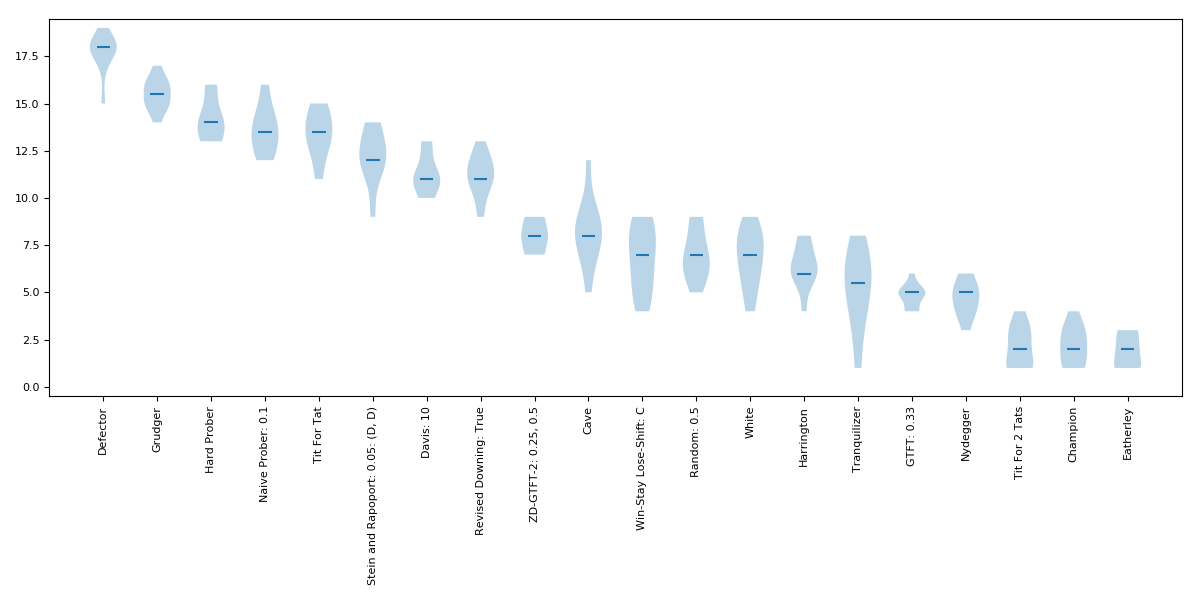 17.5
15.0
12.5
10.0
7.5
5.0
2.5
0.0
Defector
Grudger
Hard Prober
Naive Prober: 0.1
Tit For Tat
Stein and Rapoport: 0.05: (D, D)
Davis: 10
Revised Downing: True
ZD-GTFT-2: 0.25, 0.5
Cave
Win-Stay Lose-Shift: C
Random: 0.5
White
Harrington
Tranquilizer
GTFT: 0.33
Nydegger
Tit For 2 Tats
Champion
Eatherley